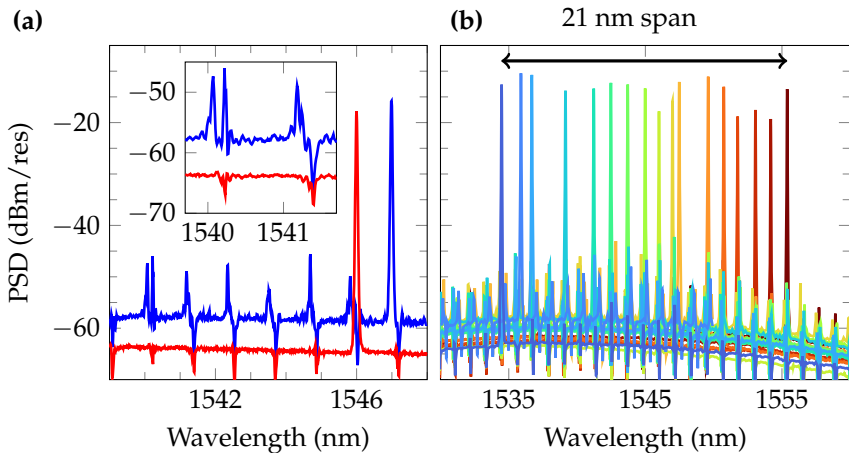 (a)
(b)
21 nm span
PSD (dBm/res)
−20
−40
−60
−50
−60
−70
1540
1541
1542
1546
Wavelength (nm)
1535
1545
1555
Wavelength (nm)